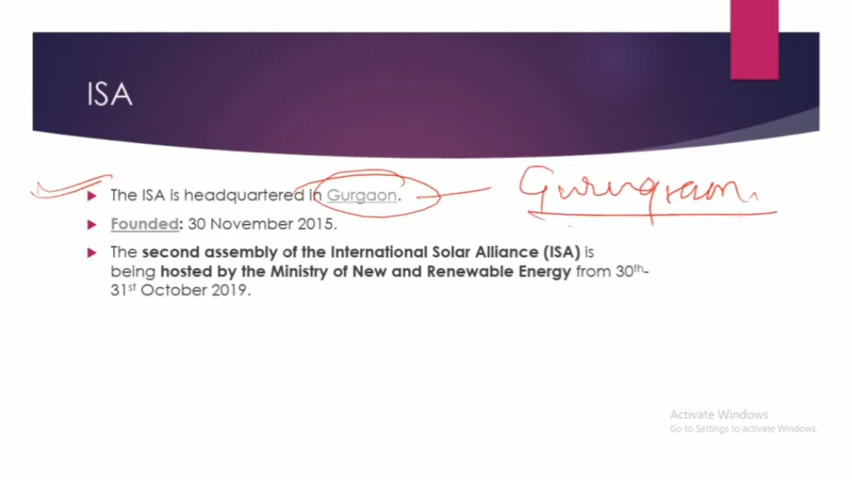 ISA
The ISA is headquartered in Gurgaon.
Gurugraon.
Founded: 30 November 2015.
The second assembly of the International Solar Alliance (ISA) is
being hosted by the Ministry of New and Renewable Energy from 30th-
31st October 2019.
Activate Windows
Go to Settings to activate Windows.